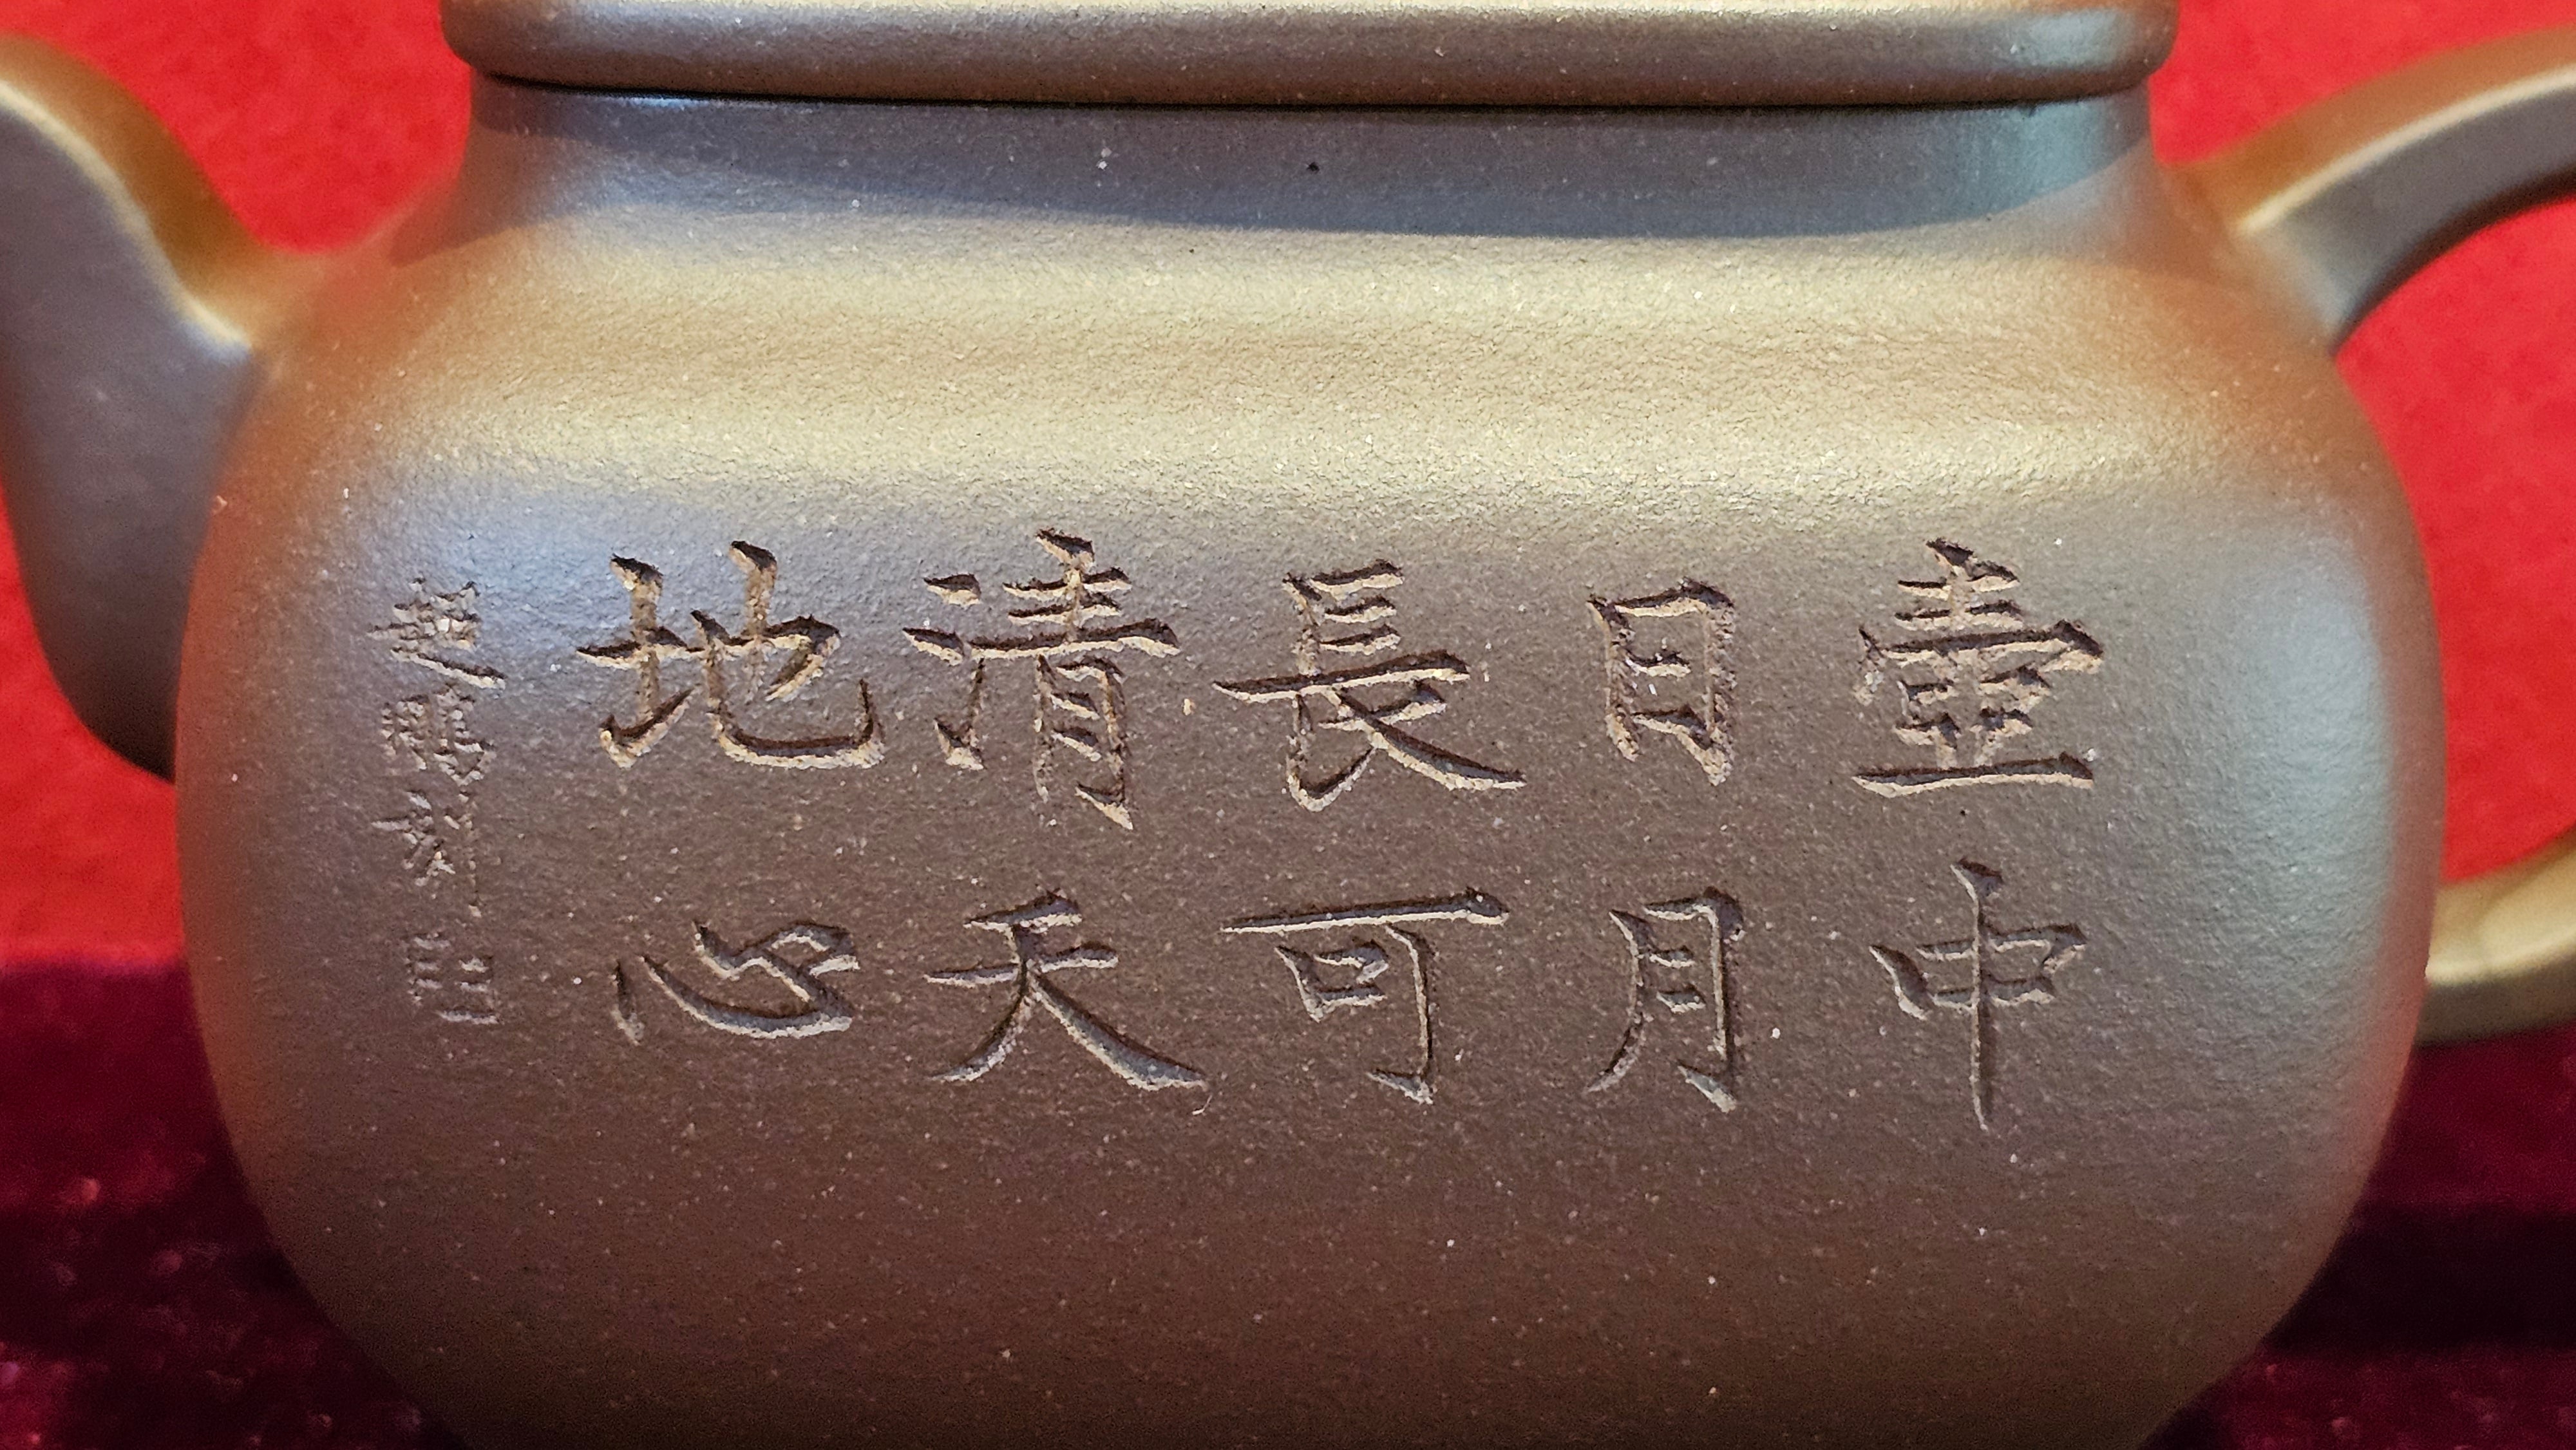 壺中
日月
長可
清天
地心